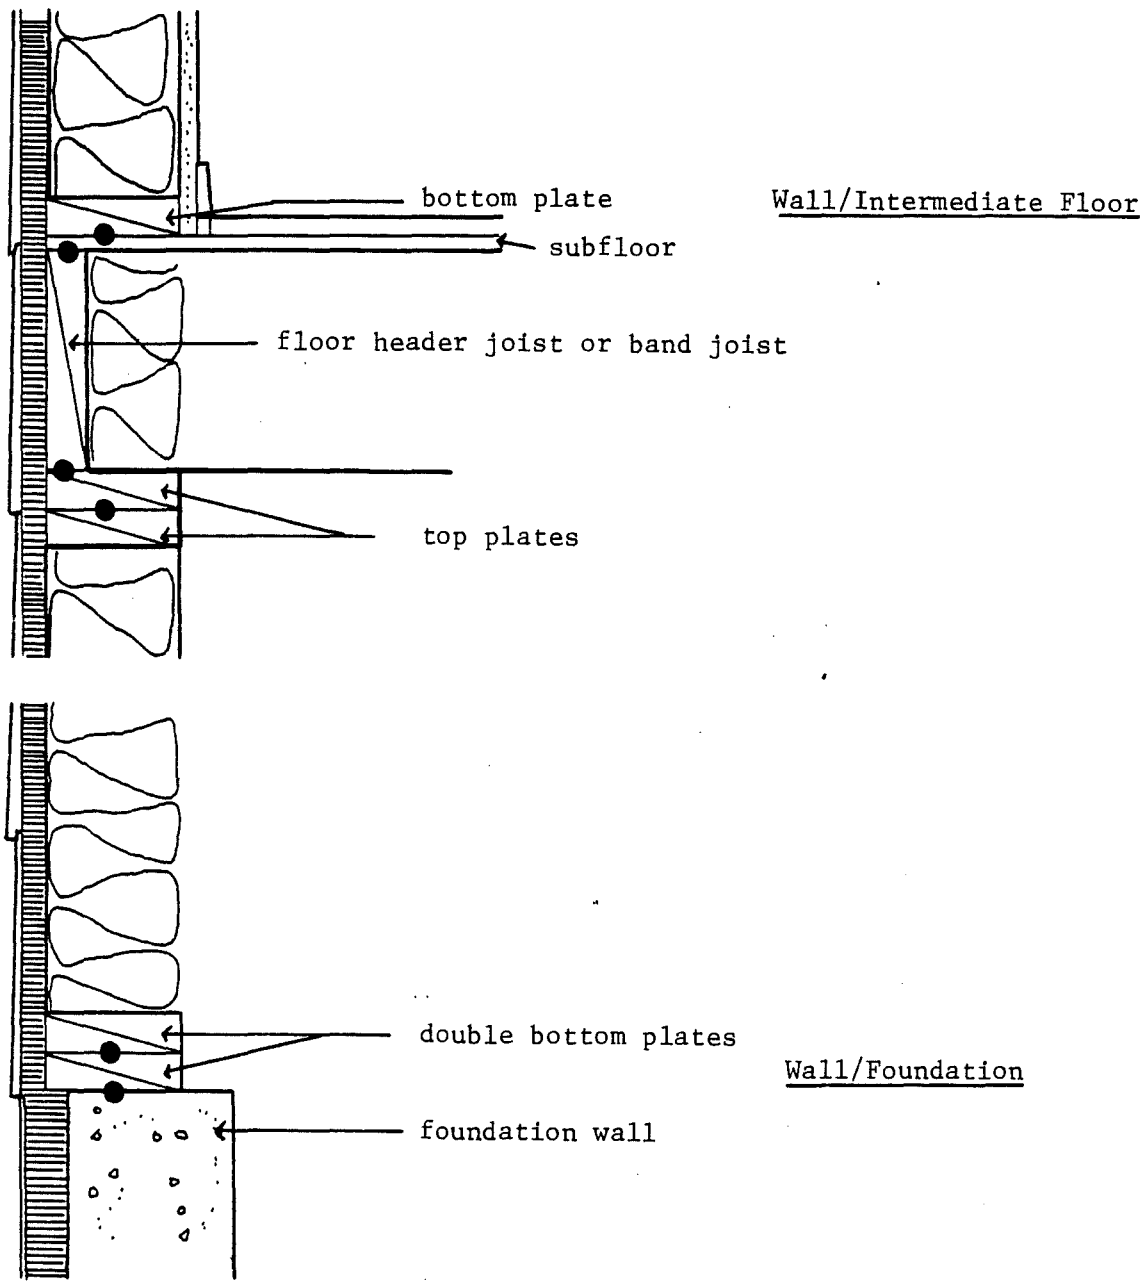 bottom plate
Wall/Intermediate Floor
subfloor
floor header joist or band joist
top plates
double bottom plates
Wall/Foundation
foundation wall